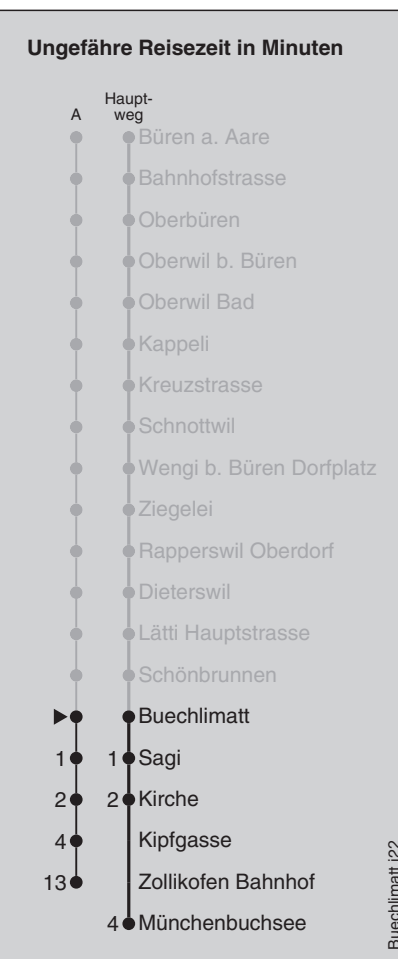 Ungefähre Reisezeit in Minuten
A Haupt-
weg
Büren a. Aare
Bahnhofstrasse
Oberbüren
Oberwil b. Büren
Oberwil Bad
Kappeli
Kreuzstrasse
Schnottwil
Wengi b. Büren Dorfplatz
Ziegelei
Rapperswil Oberdorf
Dieterswil
Lätti Hauptstrasse
Schönbrunnen
Buechlimatt
1 1 Sagi
2 2 Kirche
4 Kipfgasse
13 Zollikofen Bahnhof
4 Münchenbuchsee
Buechlimatt j22